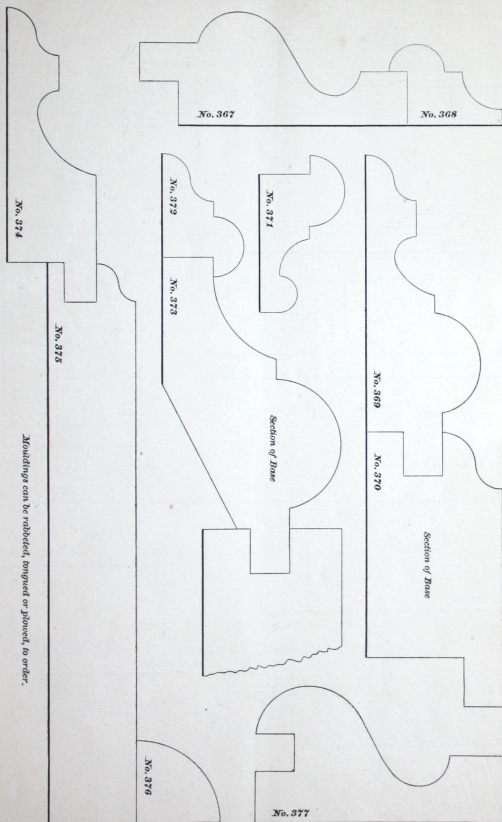 No. 367
No. 368
No. 372
No. 371
No. 374
No. 373
No. 375
No. 369
No. 370
Section of Base
Section of Base
Mouldings can be rabbeted, tongued or plowed, to order.
No. 376
No. 377